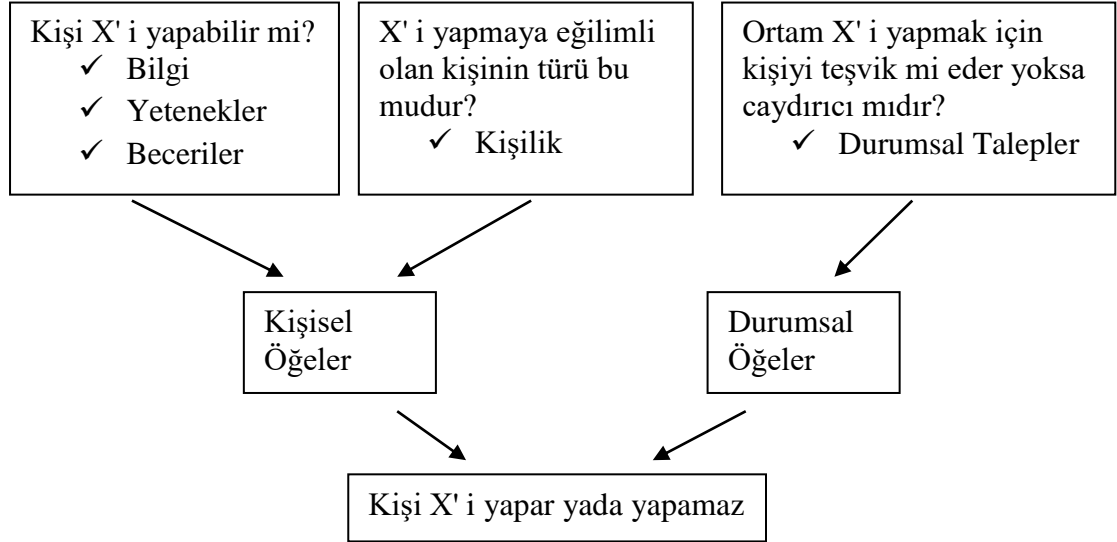 Kişi X' i yapabilir mi?
✓ Bilgi
✓ Yetenekler
✓ Beceriler
X' i yapmaya eğilimli
olan kişinin türü bu
mudur?
✓ Kişilik
Ortam X' i yapmak için
kişiyi teşvik mi eder yoksa
caydırıcı mıdır?
✓ Durumsal Talepler
Kişisel
Öğeler
Durumsal
Öğeler
Kişi X' i yapar yada yapamaz